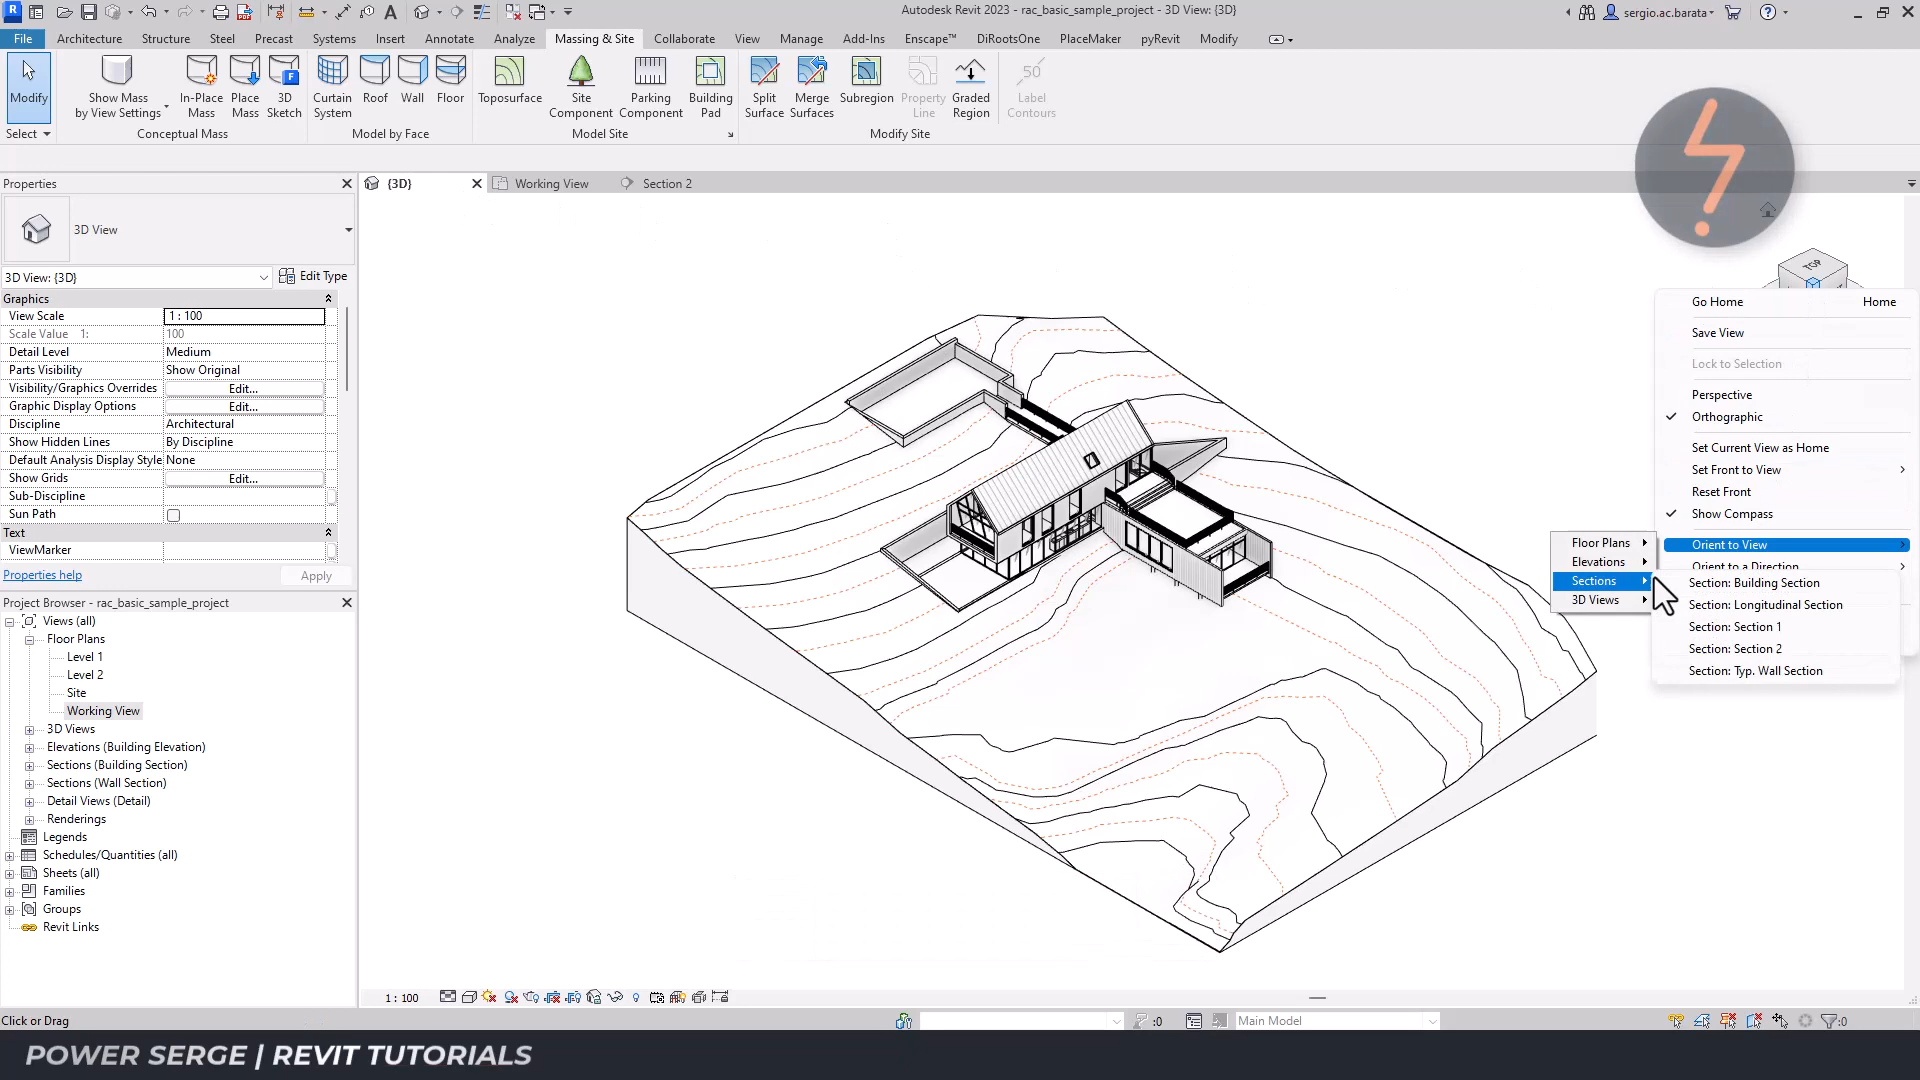 Autodesk Revit 2023 - rac_basic_sample_project - 3D View: {3D}
sergio.ac.barata
File Architecture Structure Steel Precast Systems Insert Annotate Analyze Massing & Site Collaborate View Manage Add-Ins Enscape™ DiRootsOne PlaceMaker pyRevit Modify
Modify
Show Mass
by View Settings
In-Place
Mass
Place
Mass
3D
Sketch
Curtain
System
Roof
Wall
Floor
Toposurface
Site
Component
Parking
Component
Building
Pad
Split
Surface
Merge
Surfaces
Subregion
Property
Line
Graded
Region
50
Label
Contours
Select
Conceptual Mass
Model by Face
Model Site
Modify Site
Properties
{3D}
Working View
Section 2
3D View
3D View: {3D}
Edit Type
Graphics
View Scale 1 : 100
Scale Value 1: 100
Detail Level Medium
Parts Visibility Show Original
Visibility/Graphics Overrides Edit...
Graphic Display Options Edit...
Discipline Architectural
Show Hidden Lines By Discipline
Default Analysis Display Style None
Show Grids Edit...
Sub-Discipline
Sun Path
Text
ViewMarker
Properties help
Apply
Project Browser - rac_basic_sample_project
Views (all)
Floor Plans
Level 1
Level 2
Site
Working View
3D Views
Elevations (Building Elevation)
Sections (Building Section)
Sections (Wall Section)
Detail Views (Detail)
Renderings
Legends
Schedules/Quantities (all)
Sheets (all)
Families
Groups
Revit Links
TOP
Go Home Home
Save View
Lock to Selection
Perspective
Orthographic
Set Current View as Home
Set Front to View
Reset Front
Show Compass
Orient to View
Orient to a Direction
Floor Plans
Elevations
Sections
3D Views
Section: Building Section
Section: Longitudinal Section
Section: Section 1
Section: Section 2
Section: Typ. Wall Section
1 : 100
Click or Drag
:0
Main Model
:0
POWER SERGE | REVIT TUTORIALS